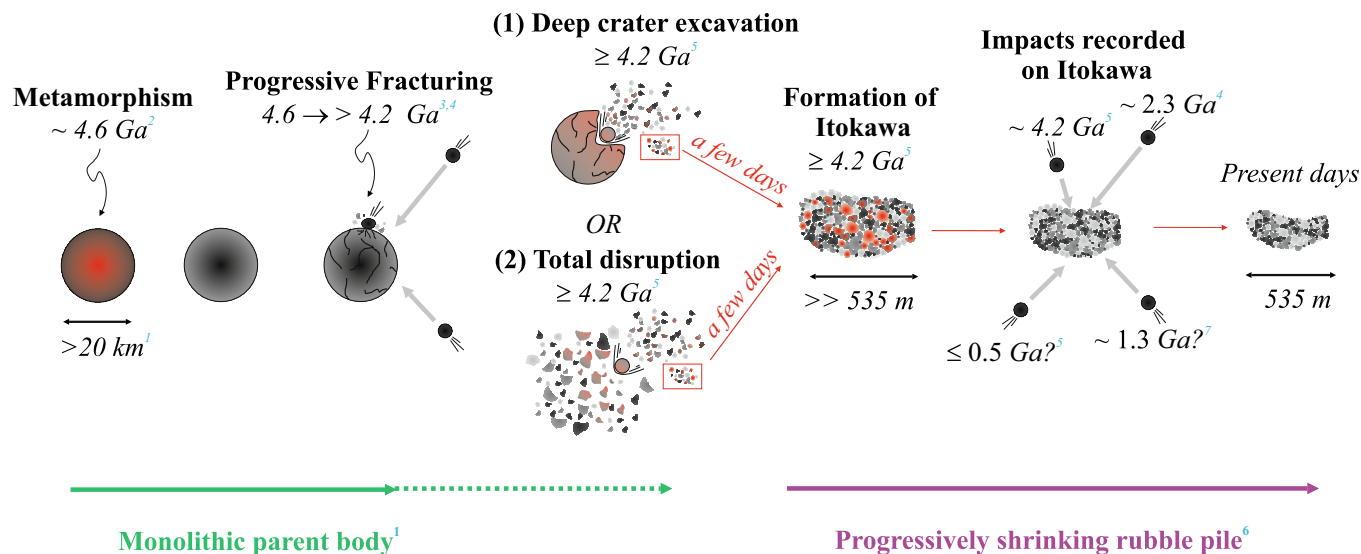 Metamorphism
~ 4.6 Ga²
>20 km¹
Progressive Fracturing
4.6 → > 4.2 Ga³,⁴
(1) Deep crater excavation
≥ 4.2 Ga⁵
OR
(2) Total disruption
≥ 4.2 Ga⁵
a few days
a few days
Formation of
Itokawa
≥ 4.2 Ga⁵
>> 535 m
Impacts recorded
on Itokawa
~ 4.2 Ga⁵
~ 2.3 Ga⁴
≤ 0.5 Ga?⁵
~ 1.3 Ga?⁷
Present days
535 m
Monolithic parent body¹
Progressively shrinking rubble pile⁶